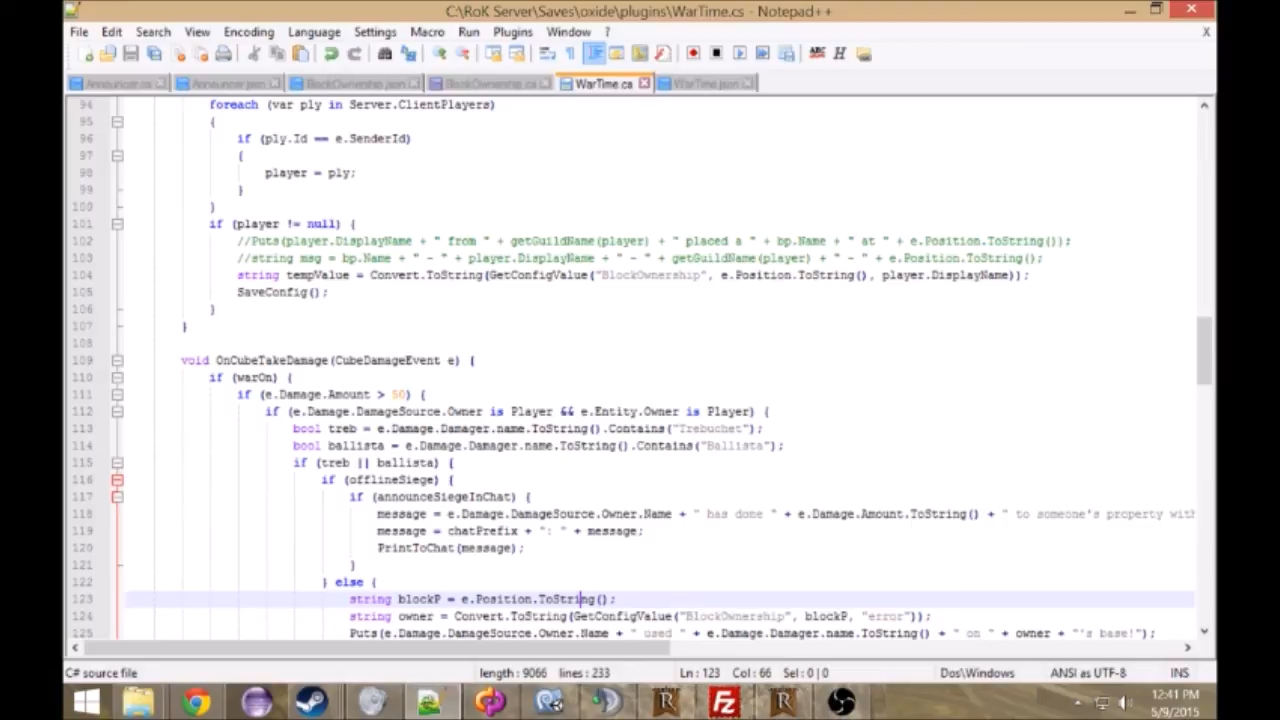 C:\RoK Server\Saves\oxide\plugins\WarTime.cs - Notepad++
File Edit Search View Encoding Language Settings Macro Run Plugins Window ? X
Announcer.cs Announcer.json BlockOwnership.json BlockOwnership.cs WarTime.cs WarTime.json
94 foreach (var ply in Server.ClientPlayers)
95 {
96 if (ply.Id == e.SenderId)
97 {
98 player = ply;
99 }
100 }
101 if (player != null) {
102 //Puts(player.DisplayName + " from " + getGuildName(player) + " placed a " + bp.Name + " at " + e.Position.ToString());
103 //string msg = bp.Name + " - " + player.DisplayName + " - " + getGuildName(player) + " - " + e.Position.ToString();
104 string tempValue = Convert.ToString(GetConfigValue("BlockOwnership", e.Position.ToString(), player.DisplayName));
105 SaveConfig();
106 }
107 }
108
109 void OnCubeTakeDamage(CubeDamageEvent e) {
110 if (warOn) {
111 if (e.Damage.Amount > 50) {
112 if (e.Damage.DamageSource.Owner is Player && e.Entity.Owner is Player) {
113 bool treb = e.Damage.Damager.name.ToString().Contains("Trebuchet");
114 bool ballista = e.Damage.Damager.name.ToString().Contains("Ballista");
115 if (treb || ballista) {
116 if (offlineSiege) {
117 if (announceSiegeInChat) {
118 message = e.Damage.DamageSource.Owner.Name + " has done " + e.Damage.Amount.ToString() + " to someone's property wit
119 message = chatPrefix + ": " + message;
120 PrintToChat(message);
121 }
122 } else {
123 string blockP = e.Position.ToString();
124 string owner = Convert.ToString(GetConfigValue("BlockOwnership", blockP, "error"));
125 Puts(e.Damage.DamageSource.Owner.Name + " used " + e.Damage.Damager.name.ToString() + " on " + owner + "'s base!");
C# source file length : 9066 lines : 233 Ln : 123 Col : 66 Sel : 0 | 0 Dos\Windows ANSI as UTF-8 INS
12:41 PM
5/9/2015